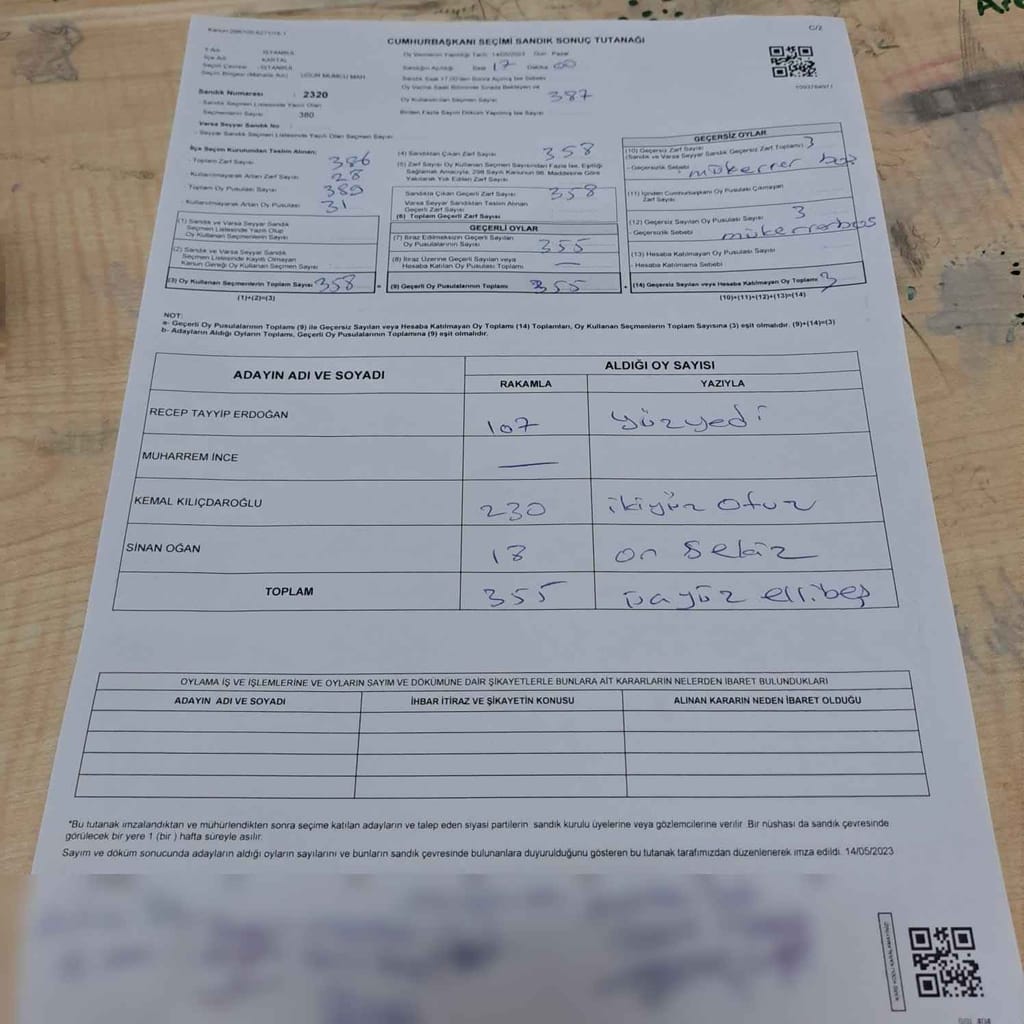 C/2
CUMHURBAŞKANI SEÇİMİ SANDIK SONUÇ TUTANAĞI
İl Adı : İSTANBUL
İlçe Adı : KARTAL
Seçim Çevresi : İSTANBUL
Seçim Bölgesi (Mahalle Adı) : UĞUR MUMCU MAH.
Sandık Numarası : 2320
- Sandık Seçmen Listesinde Yazılı Olan
Seçmenlerin Sayısı : 380
Varsa Seyyar Sandık No :
- Seyyar Sandık Seçmen Listesinde Yazılı Olan Seçmen Sayısı
Oy Vermenin Yapıldığı Tarih: 14/05/2023 Gün: Pazar
Sandığın Açıldığı Saat 17 Dakika 00
Sandık Saat 17.00'den Sonra Açılmış İse Sebebi
Oy Verme Saati Bitiminde Sırada Bekleyen ve
Oy Kullandırılan Seçmen Sayısı 387
Birden Fazla Sayım Döküm Yapılmış İse Sayısı
İlçe Seçim Kurulundan Teslim Alınan;
- Toplam Zarf Sayısı 386
- Kullanılmayarak Artan Zarf Sayısı 28
- Toplam Oy Pusulası Sayısı 389
- Kullanılmayarak Artan Oy Pusulası Sayısı 31
(1) Sandık ve Varsa Seyyar Sandık
Seçmen Listesinde Yazılı Olup
Oy Kullanan Seçmenlerin Sayısı
(2) Sandık ve Varsa Seyyar Sandık
Seçmen Listesinde Kayıtlı Olmayan
Kanun Gereği Oy Kullanan Seçmen Sayısı
(3) Oy Kullanan Seçmenlerin Toplam Sayısı 358
(1)+(2)=(3)
(4) Sandıktan Çıkan Zarf Sayısı 358
(5) Zarf Sayısı Oy Kullanan Seçmen Sayısından Fazla İse, Eşitliği
Sağlamak Amacıyla, 298 Sayılı Kanunun 98. Maddesine Göre
Yakılarak Yok Edilen Zarf Sayısı
Sandıkta Çıkan Geçerli Zarf Sayısı 358
Varsa Seyyar Sandıktan Teslim Alınan
Geçerli Zarf Sayısı
(6) Toplam Geçerli Zarf Sayısı
GEÇERLİ OYLAR
(7) İtiraz Edilmeksizin Geçerli Sayılan
Oy Pusulalarının Sayısı 355
(8) İtiraz Üzerine Geçerli Sayılan veya
Hesaba Katılan Oy Pusulası Toplamı —
(9) Geçerli Oy Pusulalarının Toplamı 355
GEÇERSİZ OYLAR
(10) Geçersiz Zarf Sayısı 3
(Sandık ve Varsa Seyyar Sandık Geçersiz Zarf Toplamı)
- Geçersizlik Sebebi : mükerrer boş
(11) İçinden Cumhurbaşkanı Oy Pusulası Çıkmayan
Zarf Sayısı
(12) Geçersiz Sayılan Oy Pusulası Sayısı 3
- Geçersizlik Sebebi mükerrer boş
(13) Hesaba Katılmayan Oy Pusulası Sayısı
- Hesaba Katılmama Sebebi
(14) Geçersiz Sayılan veya Hesaba Katılmayan Oy Toplamı 3
(10)+(11)+(12)+(13)=(14)
NOT:
a- Geçerli Oy Pusulalarının Toplamı (9) ile Geçersiz Sayılan veya Hesaba Katılmayan Oy Toplamı (14) Toplamları, Oy Kullanan Seçmenlerin Toplam Sayısına (3) eşit olmalıdır. (9)+(14)=(3)
b- Adayların Aldığı Oyların Toplamı, Geçerli Oy Pusulalarının Toplamına (9) eşit olmalıdır.
ADAYIN ADI VE SOYADI
ALDIĞI OY SAYISI
RAKAMLA YAZIYLA
RECEP TAYYİP ERDOĞAN 107 yüzyedi
MUHARREM İNCE —
KEMAL KILIÇDAROĞLU 230 ikiyüz otuz
SİNAN OĞAN 18 on sekiz
TOPLAM 355 üçyüz ellibeş
OYLAMA İŞ VE İŞLEMLERİNE VE OYLARIN SAYIM VE DÖKÜMÜNE DAİR ŞİKAYETLERLE BUNLARA AİT KARARLARIN NELERDEN İBARET BULUNDUKLARI
ADAYIN ADI VE SOYADI İHBAR İTİRAZ VE ŞİKAYETİN KONUSU ALINAN KARARIN NEDEN İBARET OLDUĞU
*Bu tutanak imzalandıktan ve mühürlendikten sonra seçime katılan adayların ve talep eden siyasi partilerin sandık kurulu üyelerine veya gözlemcilerine verilir. Bir nüshası da sandık çevresinde
görülecek bir yere 1 (bir ) hafta süreyle asılır.
Sayım ve döküm sonucunda adayların aldığı oyların sayılarını ve bunların sandık çevresinde bulunanlara duyurulduğunu gösteren bu tutanak tarafımızdan düzenlenerek imza edildi. 14/05/2023